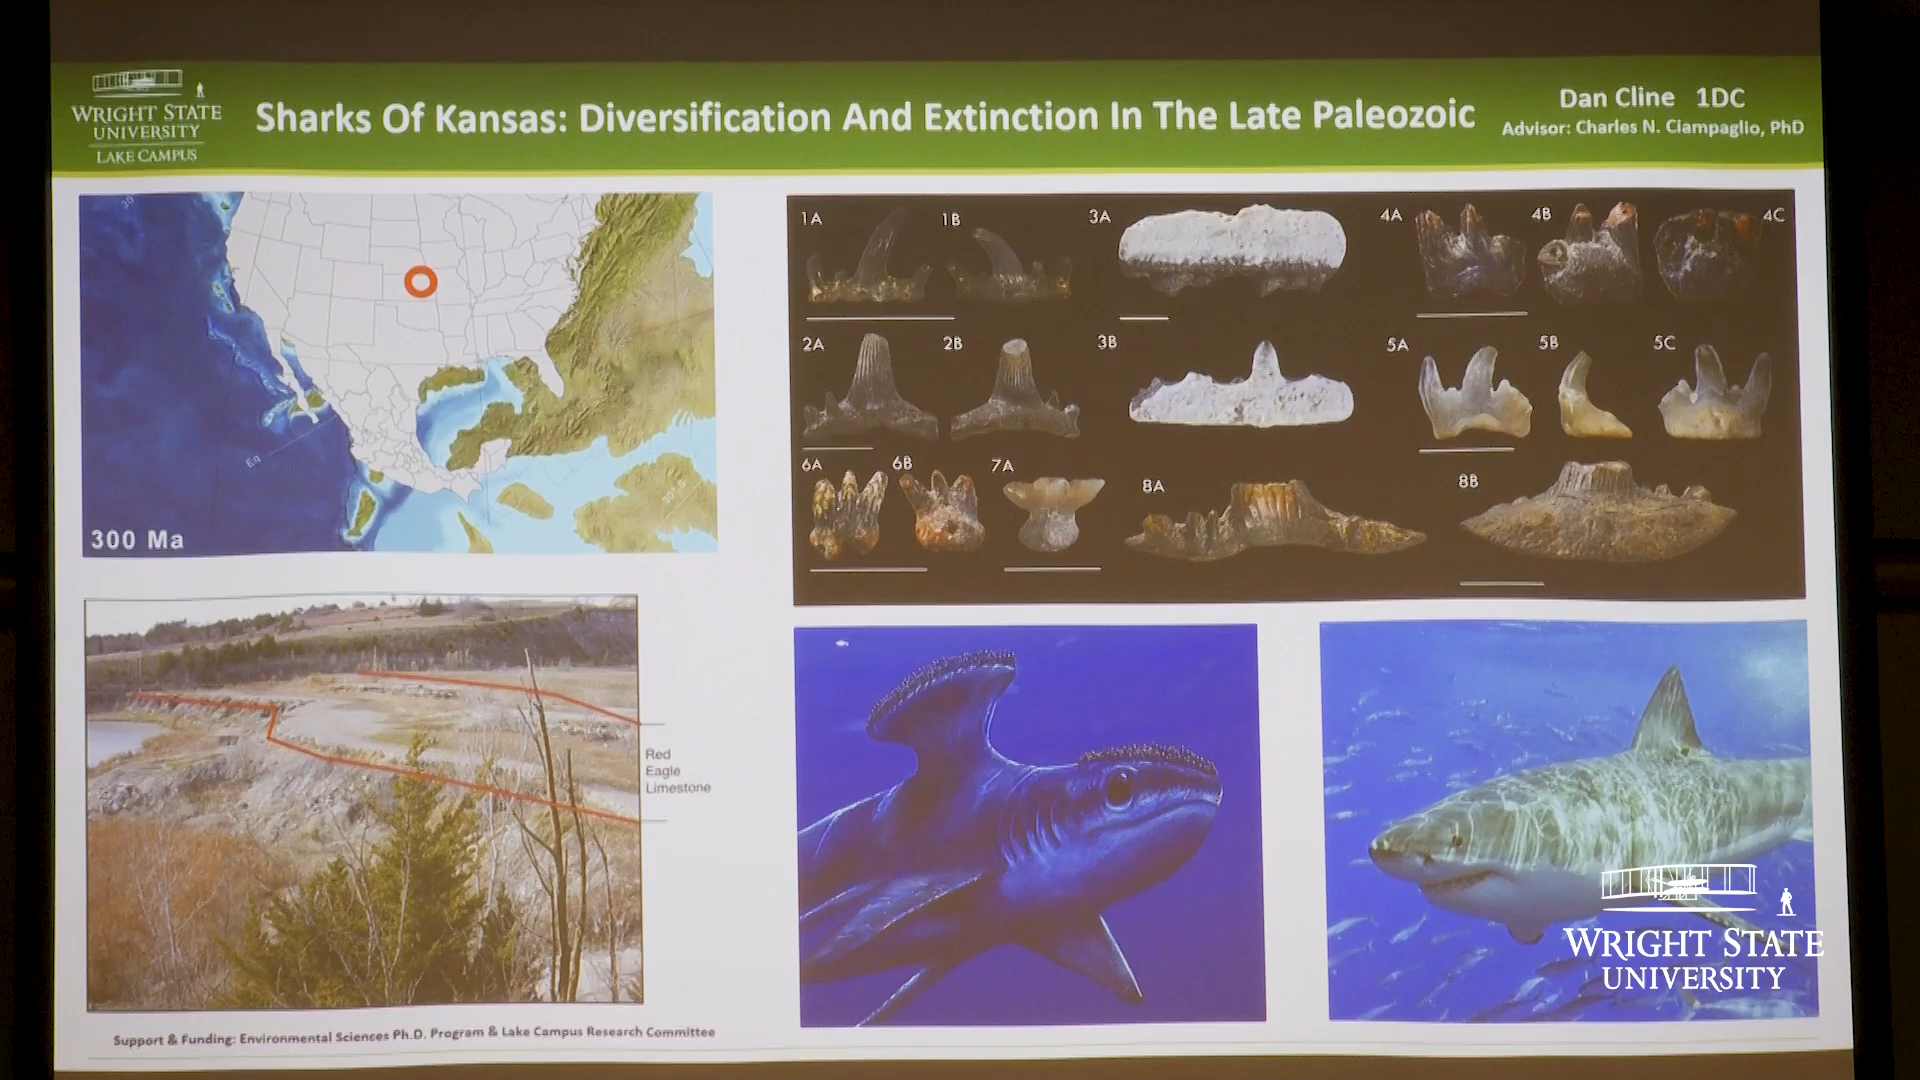 WRIGHT STATE
UNIVERSITY
LAKE CAMPUS
Sharks Of Kansas: Diversification And Extinction In The Late Paleozoic
Dan Cline 1DC
Advisor: Charles N. Ciampaglio, PhD
30
Eq
30° S
300 Ma
1A 1B 3A 4A 4B 4C
2A 2B 3B 5A 5B 5C
6A 6B 7A 8A 8B
Red
Eagle
Limestone
Support & Funding: Environmental Sciences Ph.D. Program & Lake Campus Research Committee
WRIGHT STATE
UNIVERSITY